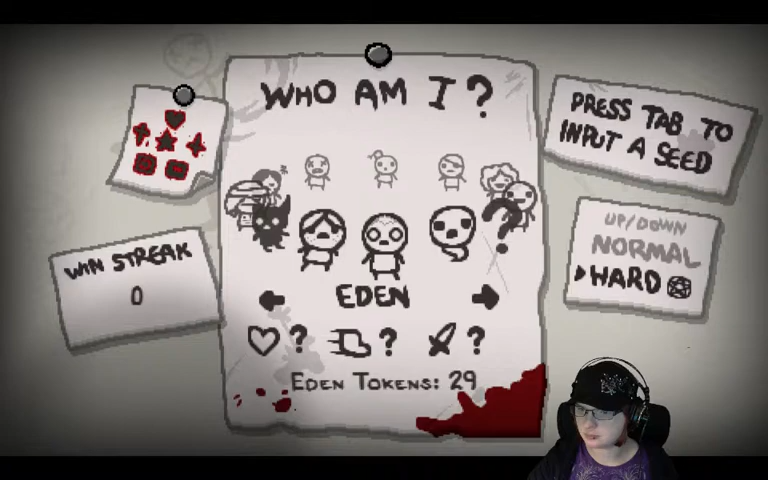 WHO AM I?
PRESS TAB TO
INPUT A SEED
UP/DOWN
NORMAL
HARD
WIN STREAK
0
?
EDEN
? ? ?
EDEN TOKENS: 29